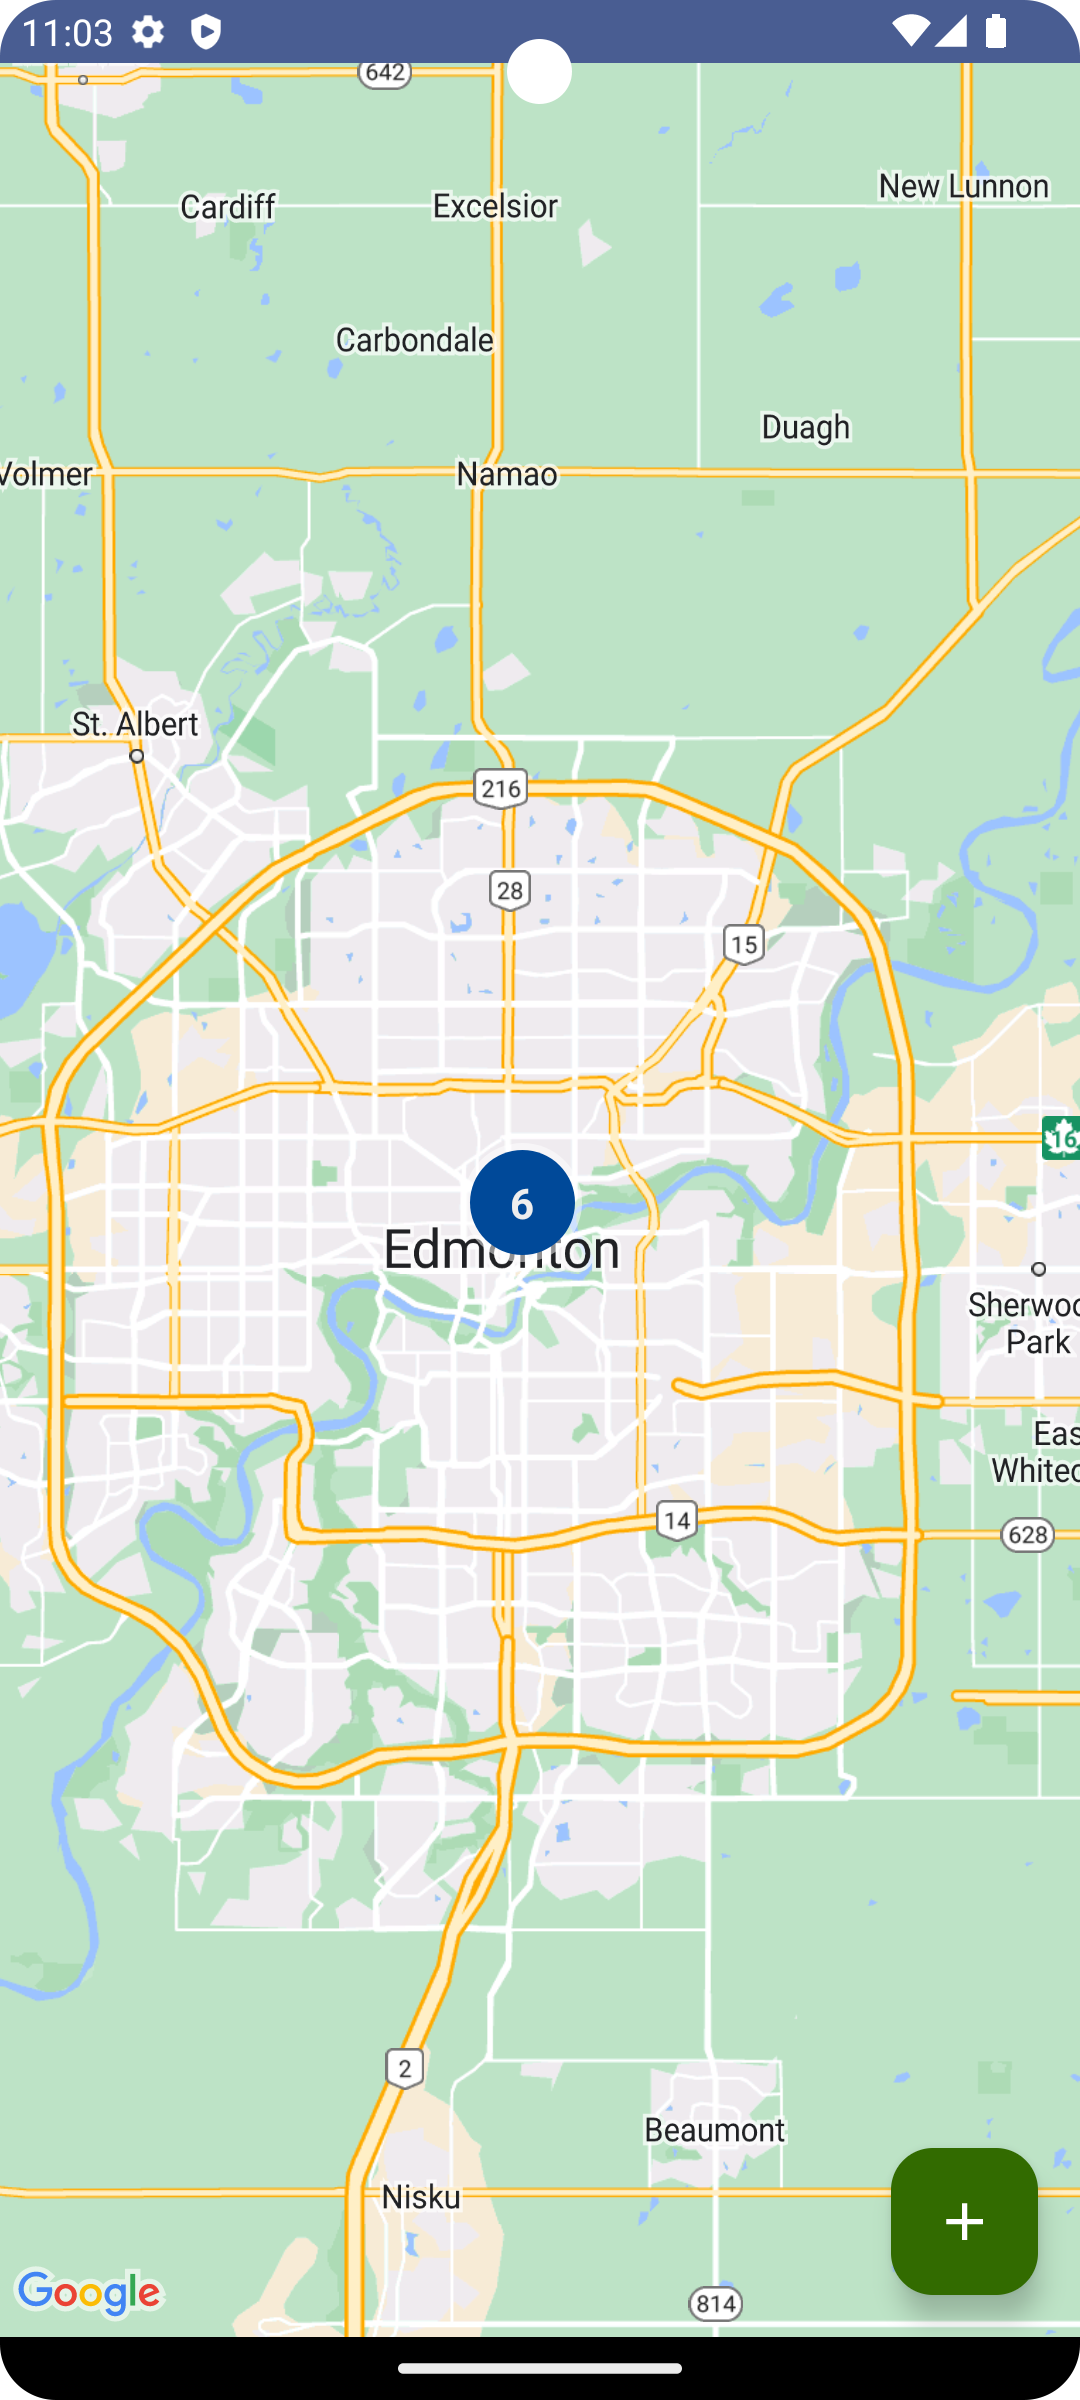 11:03
642
Cardiff
Excelsior
New Lunnon
Carbondale
Duagh
Volmer
Namao
St. Albert
216
28
15
16
6
Edmonton
Sherwoo
Park
Eas
Whitec
14
628
2
Beaumont
Nisku
+
Google
814